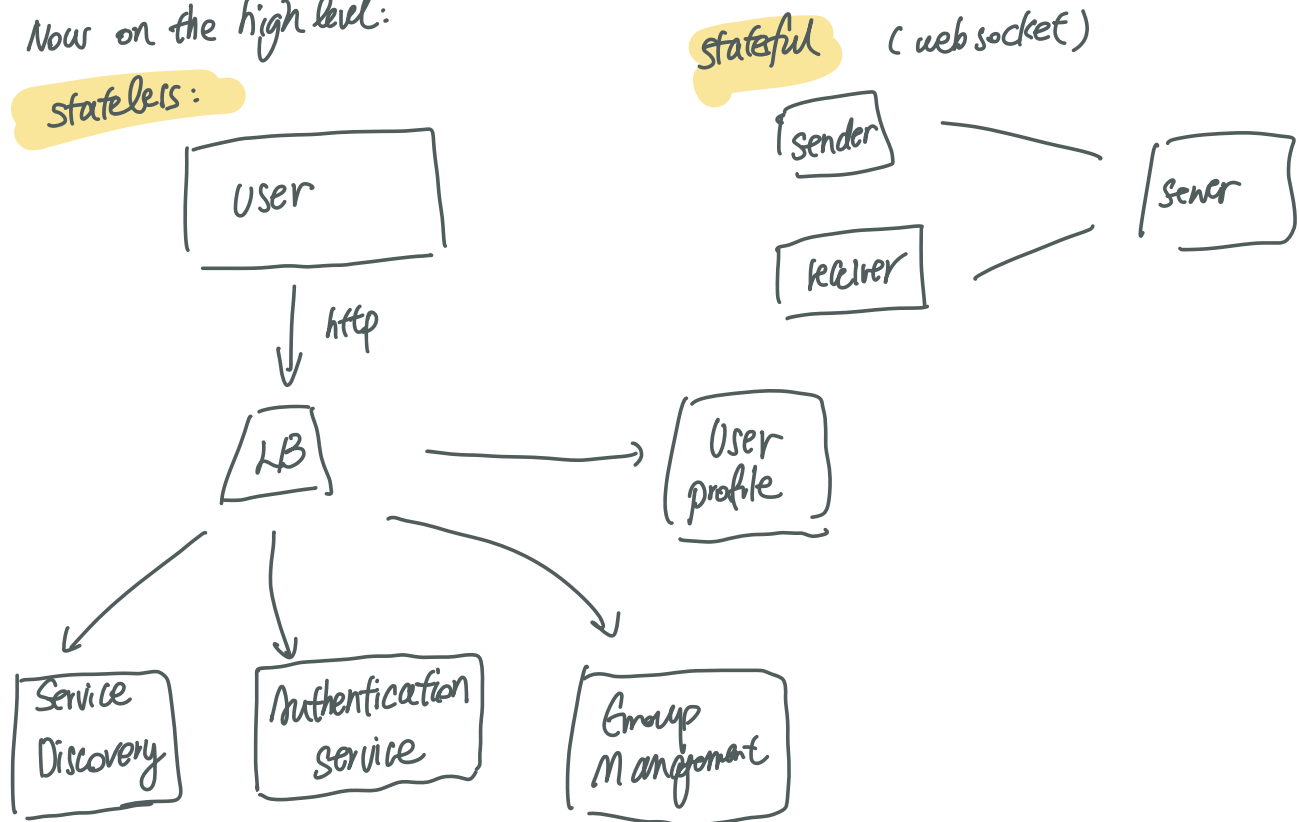 Now on the high level:
stateless:
User
http
LB
User
profile
Service
Discovery
Authentication
service
Group
Management
stateful (websocket)
sender
receiver
server